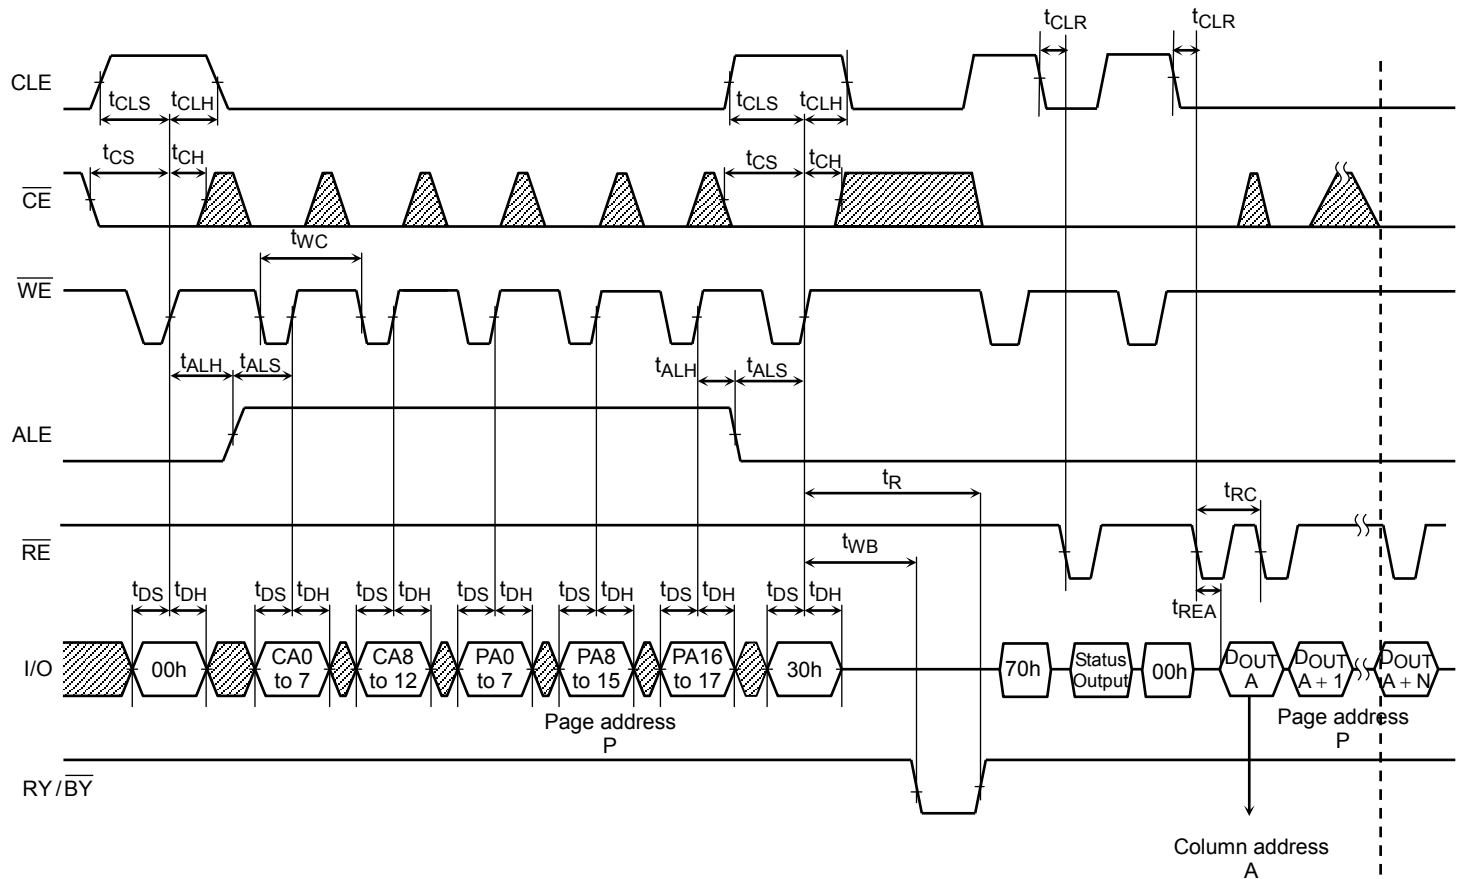 tCLR tCLR
CLE
tCLS tCLH tCLS tCLH
tCS tCH tCS tCH
CE
tWC
WE
tALH tALS tALH tALS
ALE
tR
tRC
RE
tWB
tDS tDH tDS tDH tDS tDH tDS tDH tDS tDH tDS tDH tDS tDH
tREA
I/O
00h
CA0
to 7
CA8
to 12
PA0
to 7
PA8
to 15
PA16
to 17
30h
70h
Status
Output
00h
DOUT
A
DOUT
A + 1
DOUT
A + N
Page address
P
Page address
P
RY/BY
Column address
A